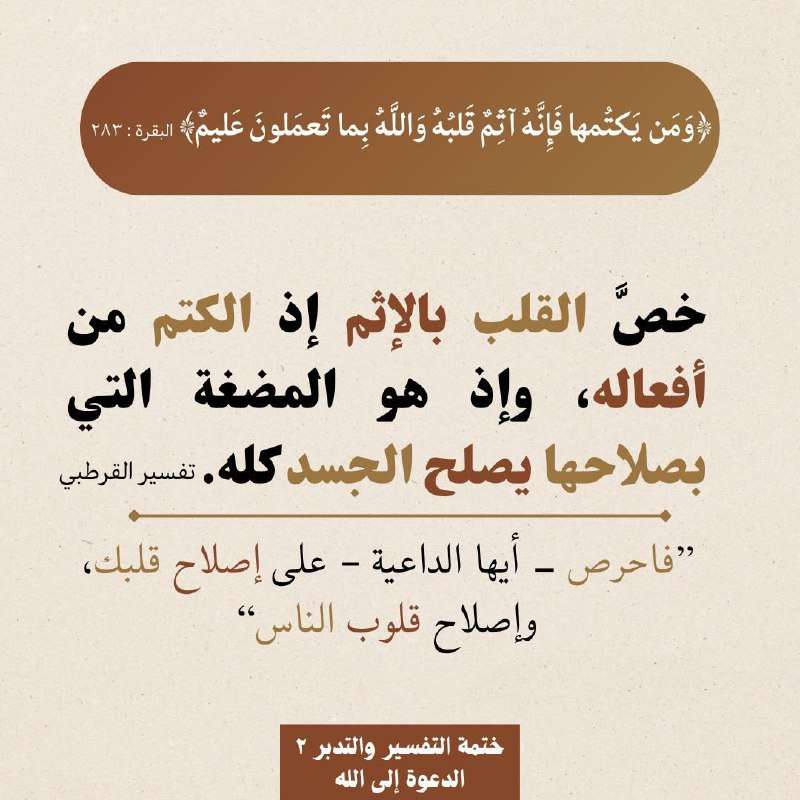 ﴿وَمَن يَكتُمها فَإِنَّهُ آثِمٌ قَلبُهُ وَاللَّهُ بِما تَعمَلونَ عَليمٌ﴾ البقرة : ٢٨٣
خصَّ القلب بالإثم إذ الكتم من
أفعاله، وإذ هو المضغة التي
بصلاحها يصلح الجسد كله. تفسير القرطبي
”فاحرص – أيها الداعية – على إصلاح قلبك،
وإصلاح قلوب الناس“
ختمة التفسير والتدبر ٢
الدعوة إلى الله